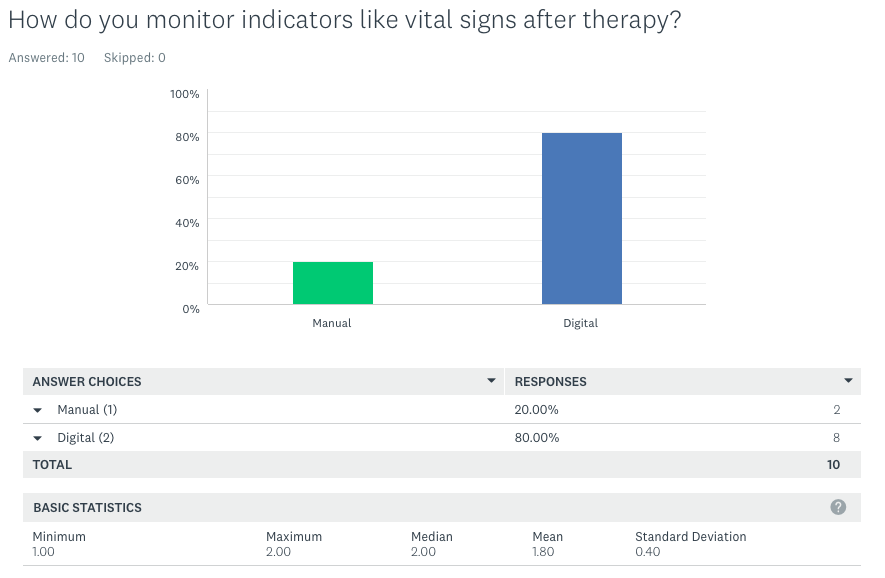 How do you monitor indicators like vital signs after therapy?
Answered: 10 Skipped: 0
100%
80%
60%
40%
20%
0%
Manual Digital
ANSWER CHOICES RESPONSES
Manual (1) 20.00% 2
Digital (2) 80.00% 8
TOTAL 10
BASIC STATISTICS ?
Minimum Maximum Median Mean Standard Deviation
1.00 2.00 2.00 1.80 0.40